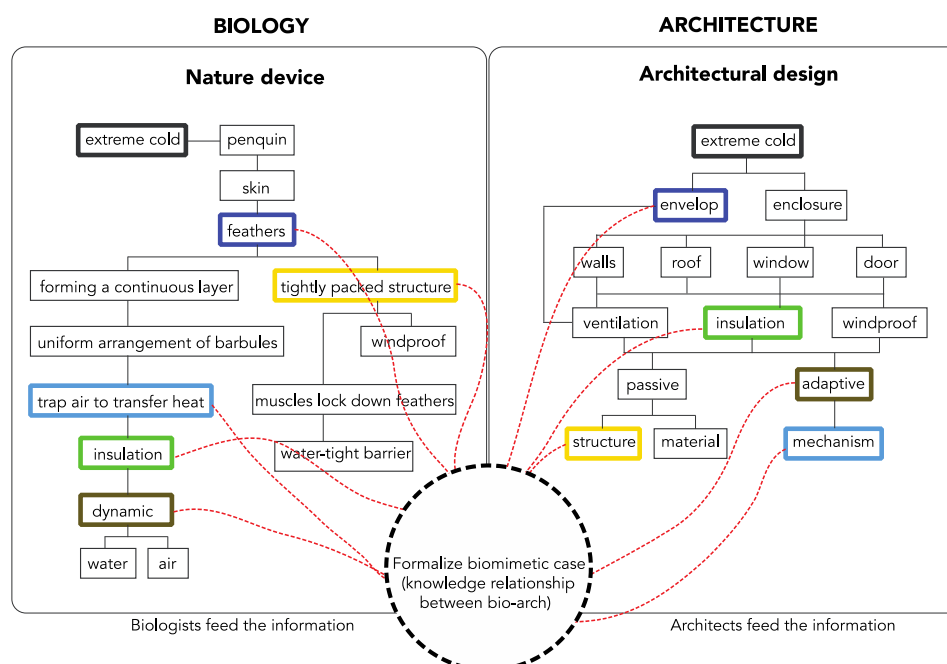 BIOLOGY
Nature device
extreme cold
penquin
skin
feathers
forming a continuous layer
tightly packed structure
uniform arrangement of barbules
windproof
trap air to transfer heat
muscles lock down feathers
insulation
water-tight barrier
dynamic
water
air
Biologists feed the information
ARCHITECTURE
Architectural design
extreme cold
envelop
enclosure
walls
roof
window
door
ventilation
insulation
windproof
passive
adaptive
structure
material
mechanism
Architects feed the information
Formalize biomimetic case
(knowledge relationship
between bio-arch)